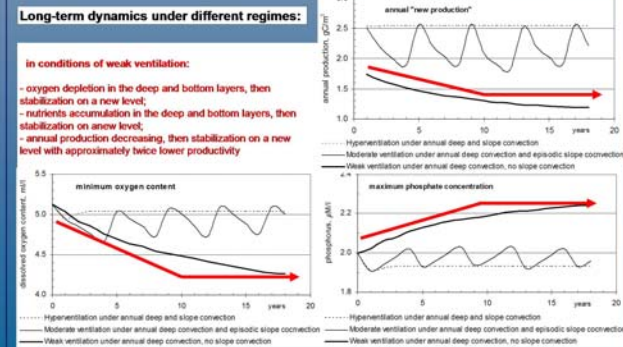 Long-term dynamics under different regimes:
in conditions of weak ventilation:
- oxygen depletion in the deep and bottom layers, then
stabilization on a new level;
- nutrients accumulation in the deep and bottom layers, then
stabilization on anew level;
- annual production decreasing, then stabilization on a new
level with approximately twice lower productivity
annual "new production"
annual production, gC/m²
2.5
2.0
1.5
1.0
0
5
10
15
years
20
Hyperventilation under annual deep and slope convection
Moderate ventilation under annual deep convection and episodic slope cocnvection
Weak ventilation under annual deep convection, no slope convection
minimum oxygen content
dissolved oxygen content, ml/l
5.5
5.0
4.5
4.0
0
5
10
15
years
20
Hyperventilation under annual deep and slope convection
Moderate ventilation under annual deep convection and episodic slope cocnvection
Weak ventilation under annual deep convection, no slope convection
maximum phosphate concentration
phosphorus, µM/l
2.4
2.2
2.0
1.8
0
5
10
15
years
20
Hyperventilation under annual deep and slope convection
Moderate ventilation under annual deep convection and episodic slope cocnvection
Weak ventilation under annual deep convection, no slope convection